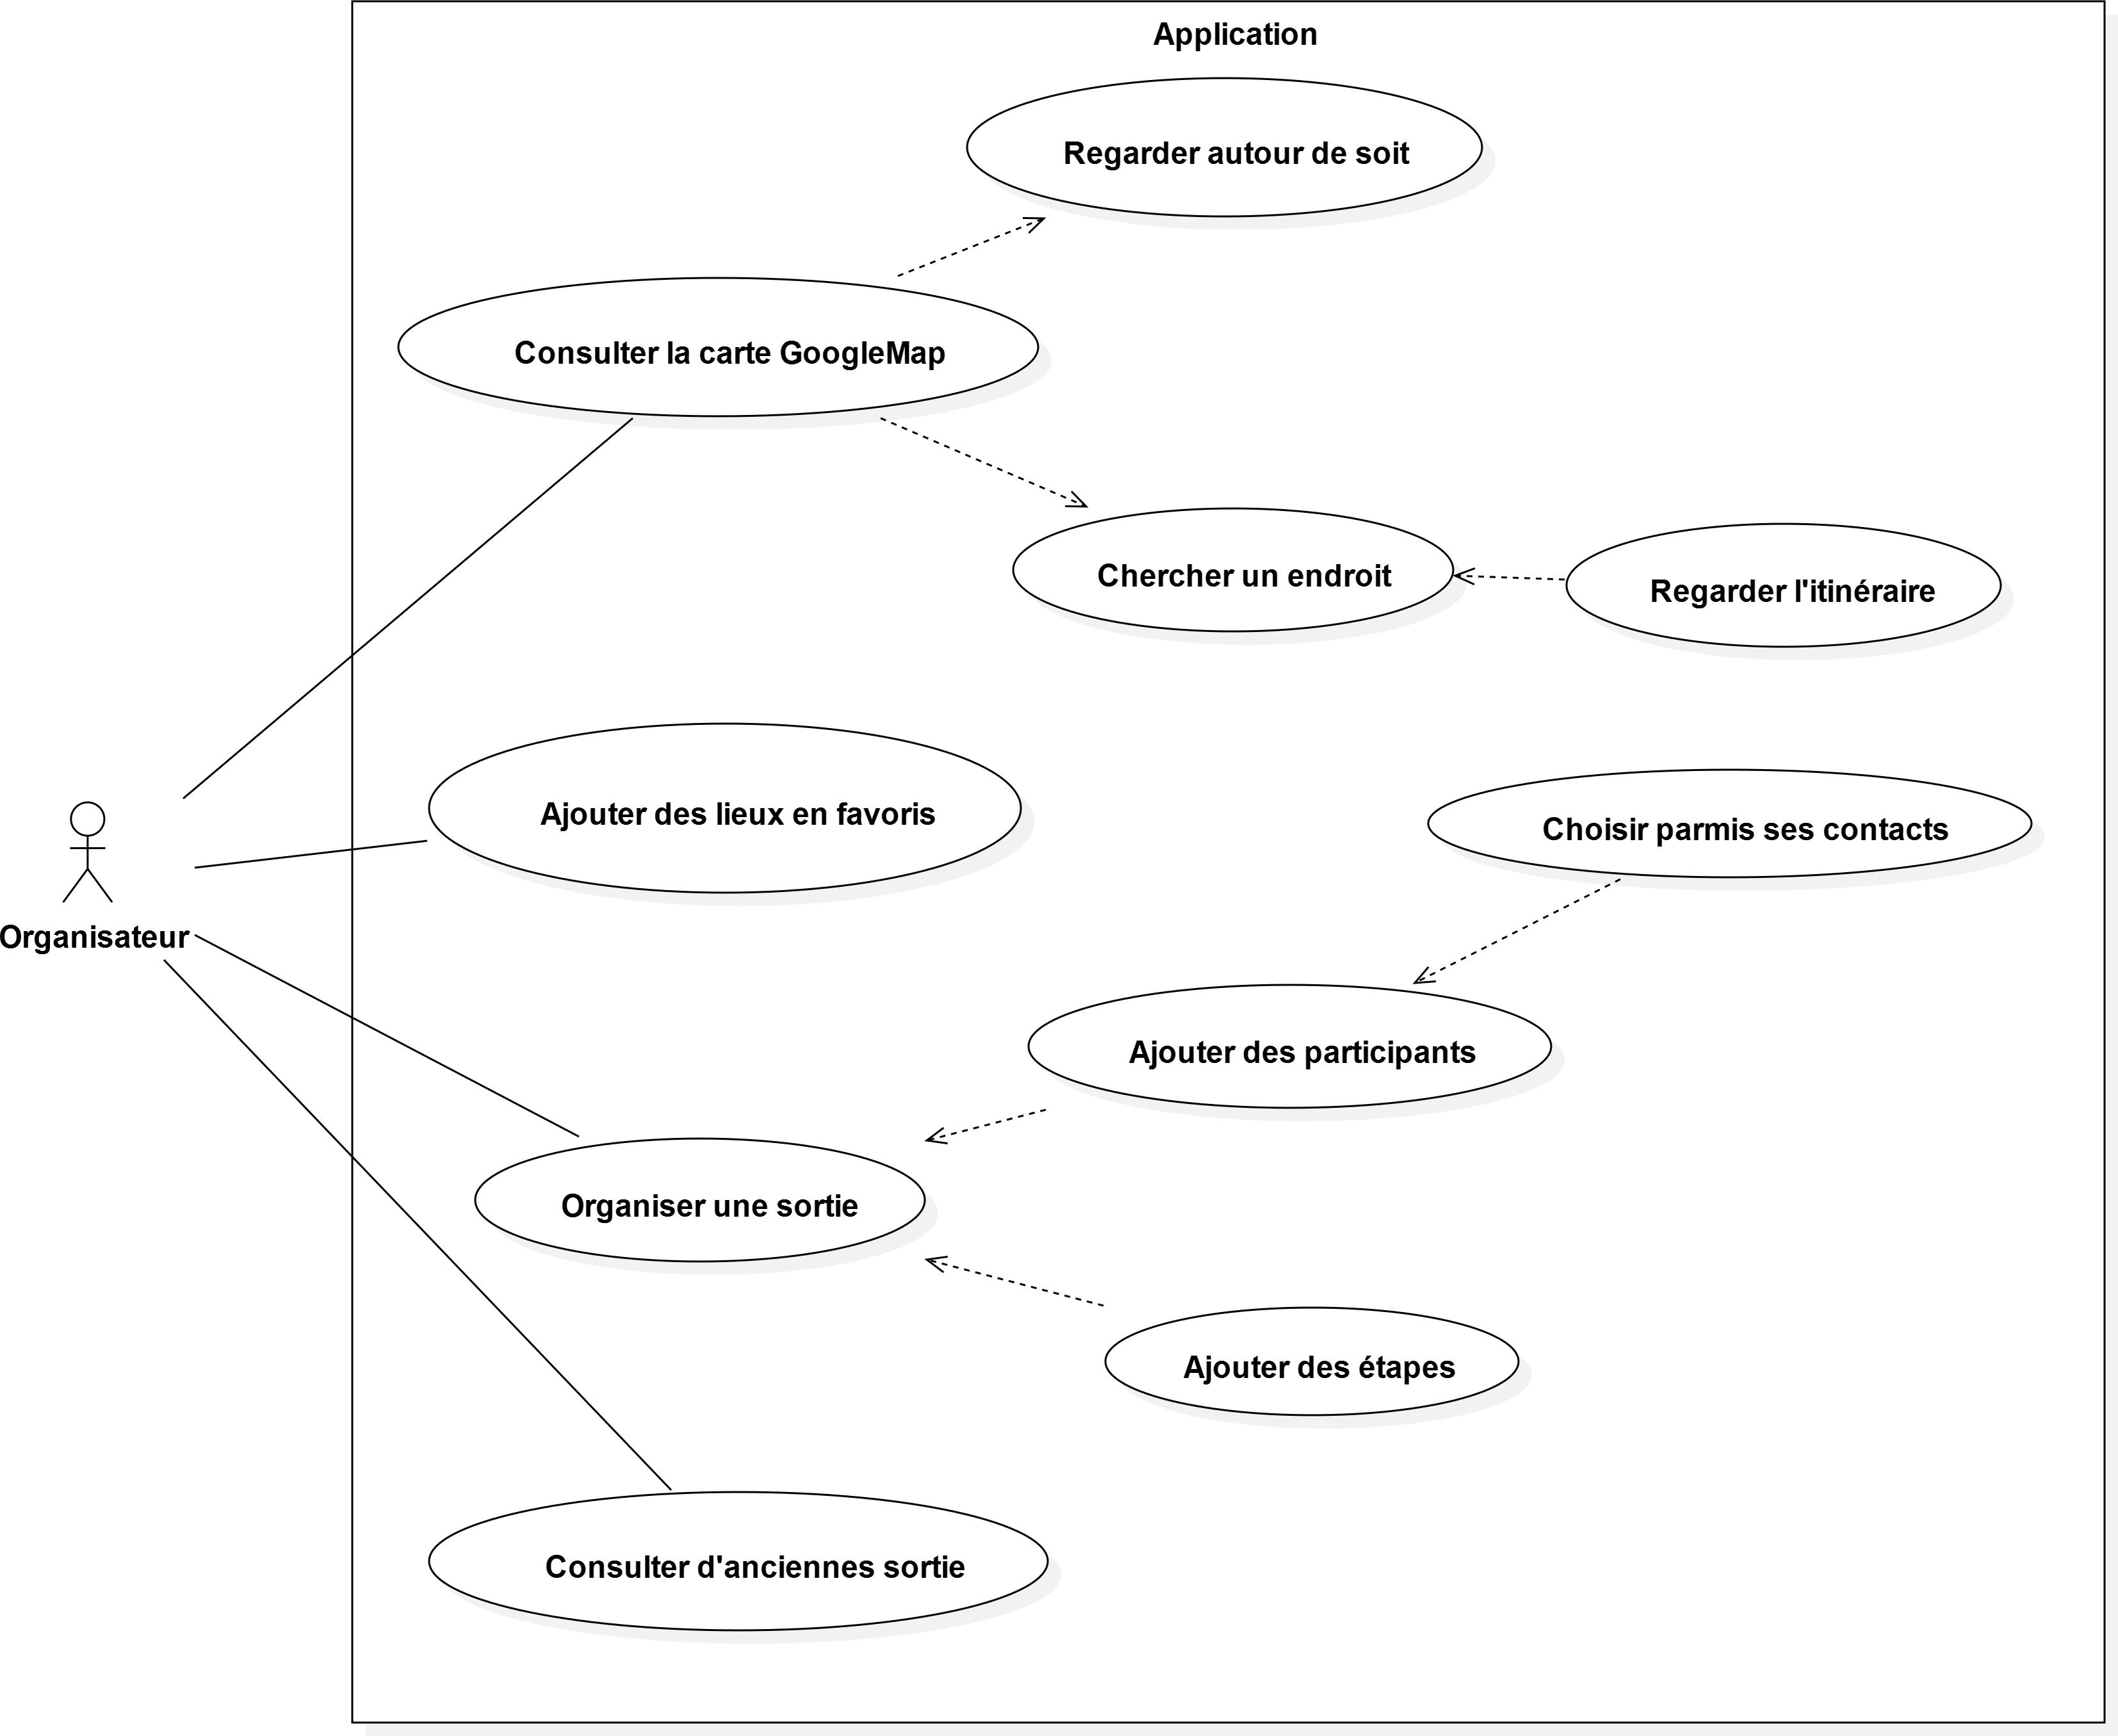 Application
Regarder autour de soit
Consulter la carte GoogleMap
Chercher un endroit
Regarder l'itinéraire
Ajouter des lieux en favoris
Choisir parmis ses contacts
Organisateur
Ajouter des participants
Organiser une sortie
Ajouter des étapes
Consulter d'anciennes sortie